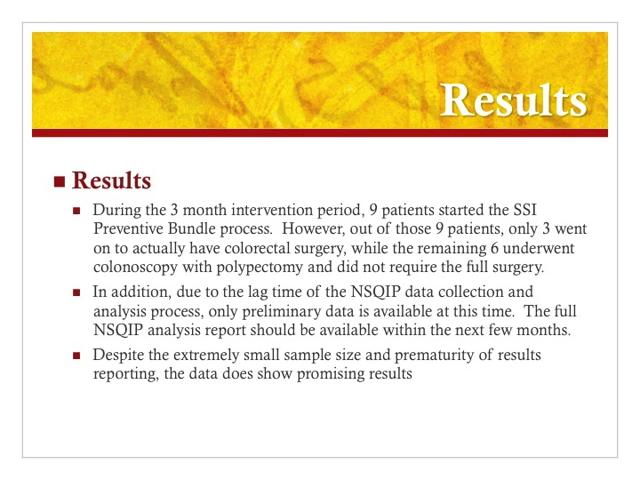 Results
Results
During the 3 month intervention period, 9 patients started the SSI
Preventive Bundle process. However, out of those 9 patients, only 3 went
on to actually have colorectal surgery, while the remaining 6 underwent
colonoscopy with polypectomy and did not require the full surgery.
In addition, due to the lag time of the NSQIP data collection and
analysis process, only preliminary data is available at this time. The full
NSQIP analysis report should be available within the next few months.
Despite the extremely small sample size and prematurity of results
reporting, the data does show promising results